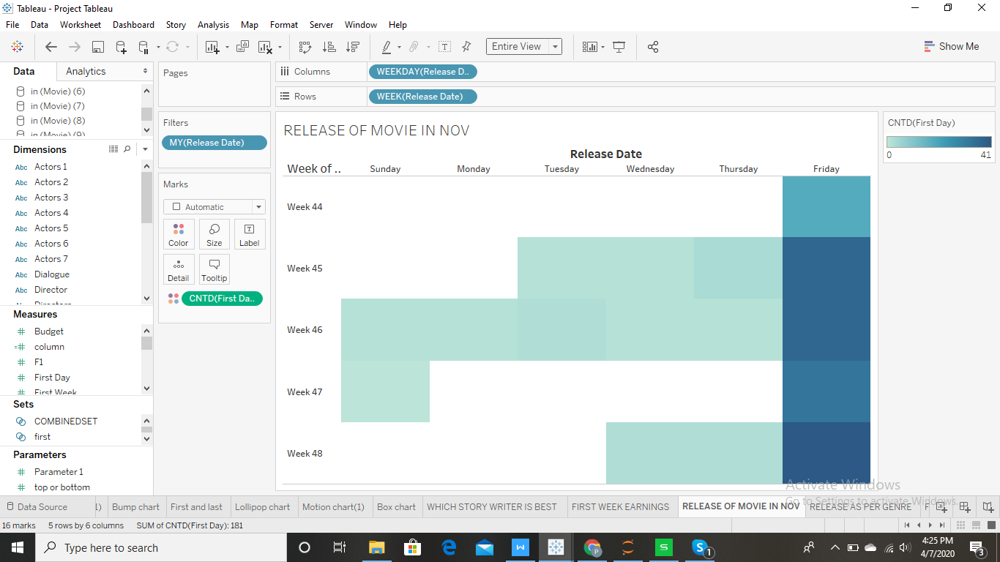 Tableau - Project Tableau
File Data Worksheet Dashboard Story Analysis Map Format Server Window Help
Entire View
Show Me
Data Analytics
in (Movie) (6)
in (Movie) (7)
in (Movie) (8)
in (Movie) (9)
Dimensions
Abc Actors 1
Abc Actors 2
Abc Actors 3
Abc Actors 4
Abc Actors 5
Abc Actors 6
Abc Actors 7
Abc Dialogue
Abc Director
Measures
# Budget
=# column
# F1
# First Day
# First Week
Sets
COMBINEDSET
first
Parameters
# Parameter 1
# top or bottom
Pages
Filters
MY(Release Date)
Marks
Automatic
Color Size T Label
Detail Tooltip
CNTD(First Da..
Columns WEEKDAY(Release D..
Rows WEEK(Release Date)
RELEASE OF MOVIE IN NOV
Release Date
Week of .. Sunday Monday Tuesday Wednesday Thursday Friday
Week 44
Week 45
Week 46
Week 47
Week 48
CNTD(First Day)
0 41
Activate Windows
Go to Settings to activate Windows.
Data Source 1) Bump chart First and last Lollipop chart Motion chart(1) Box chart WHICH STORY WRITER IS BEST FIRST WEEK EARNINGS RELEASE OF MOVIE IN NOV RELEASE AS PER GENRE F
16 marks 5 rows by 6 columns SUM of CNTD(First Day): 181
Type here to search
4:25 PM
4/7/2020